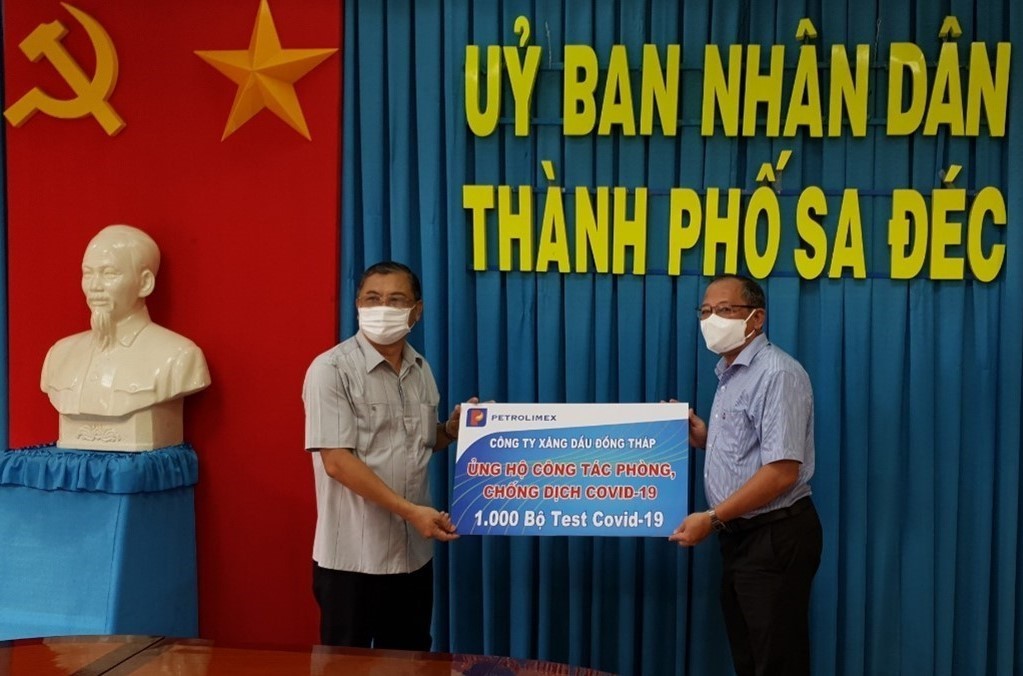 ỦY BAN NHÂN DÂN
THÀNH PHỐ SA ĐÉC
PETROLIMEX
CÔNG TY XĂNG DẦU ĐỒNG THÁP
ỦNG HỘ CÔNG TÁC PHÒNG,
CHỐNG DỊCH COVID-19
1.000 Bộ Test Covid-19